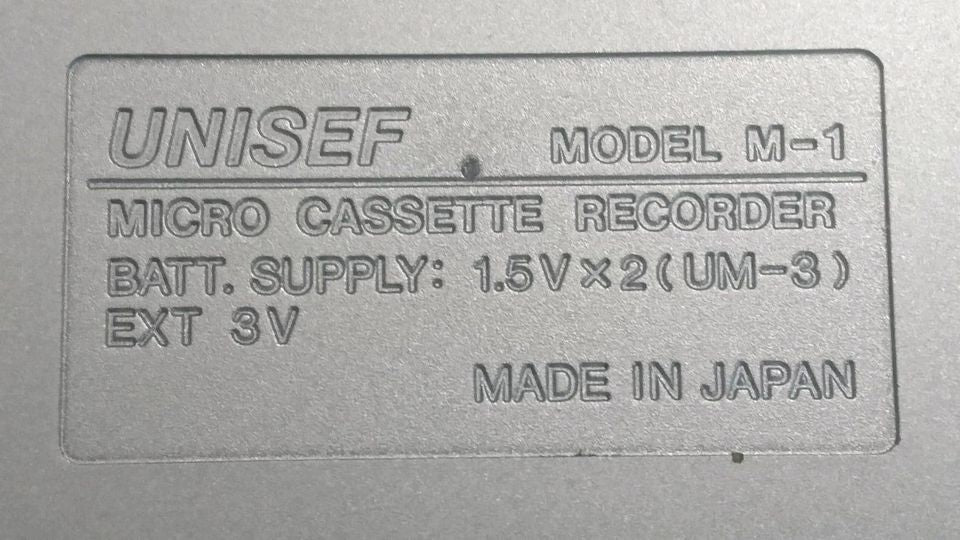 UNISEF MODEL M-1
MICRO CASSETTE RECORDER
BATT. SUPPLY: 1.5V×2(UM-3)
EXT 3V
MADE IN JAPAN